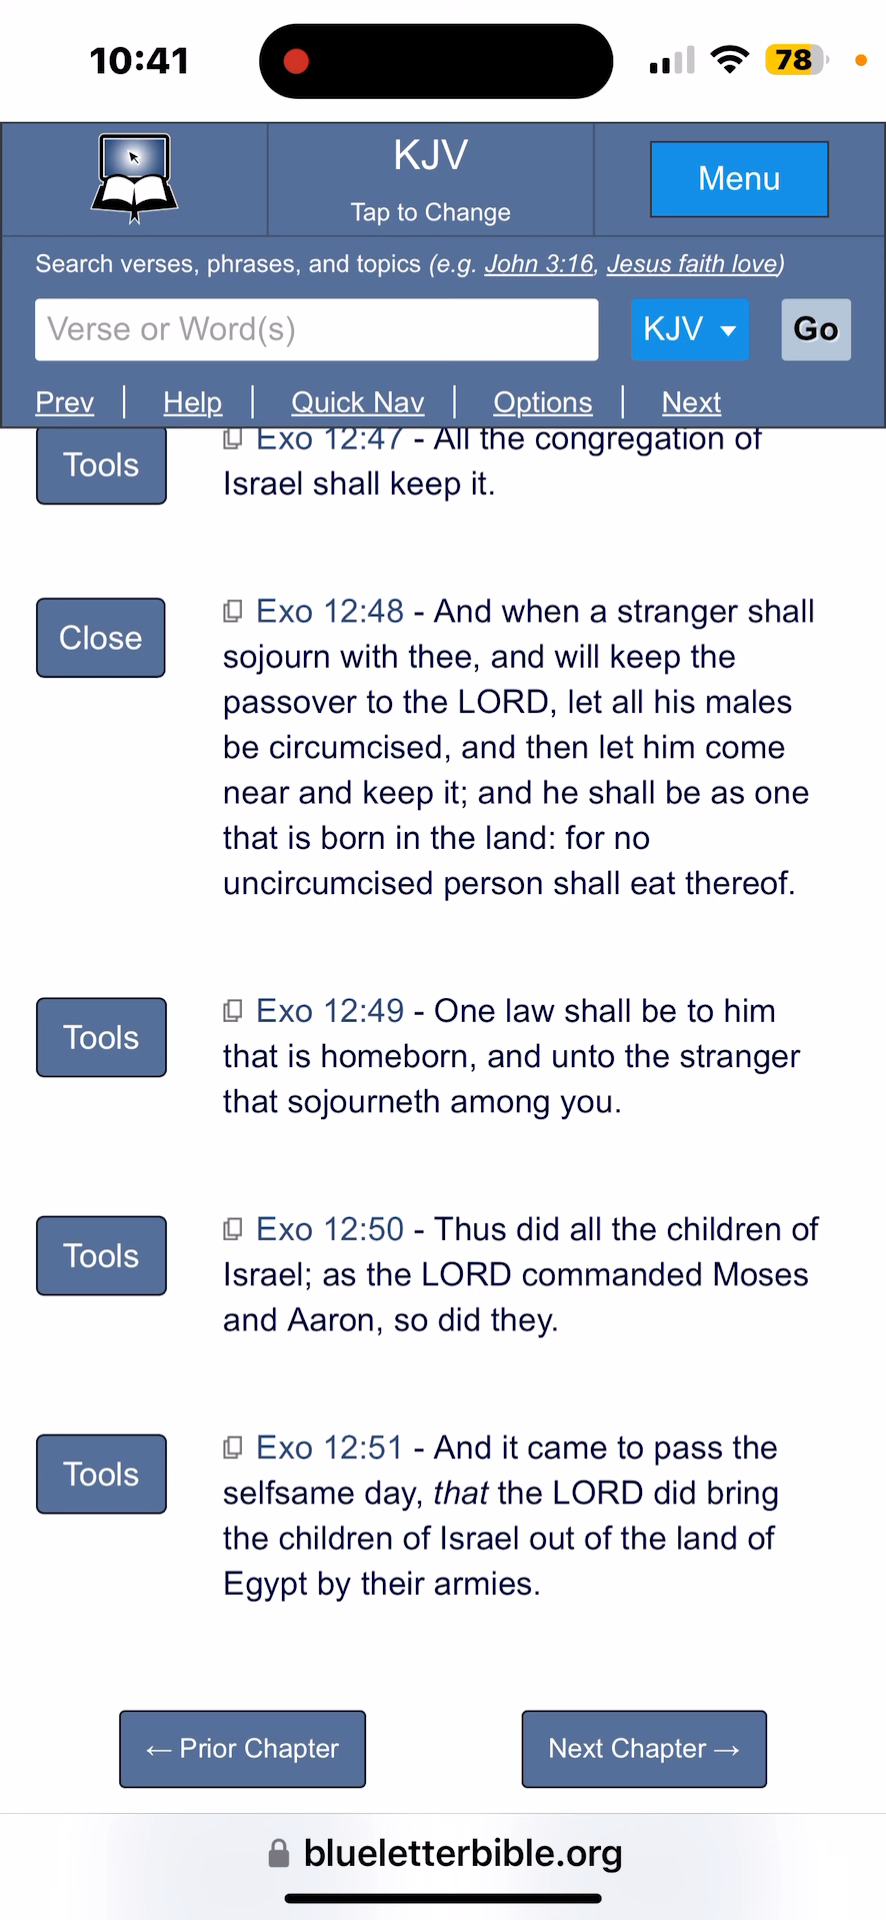 10:41
78
KJV
Tap to Change
Menu
Search verses, phrases, and topics (e.g. John 3:16, Jesus faith love)
Verse or Word(s)
KJV
Go
Prev | Help | Quick Nav | Options | Next
Tools
Exo 12:47 - All the congregation of
Israel shall keep it.
Close
Exo 12:48 - And when a stranger shall
sojourn with thee, and will keep the
passover to the LORD, let all his males
be circumcised, and then let him come
near and keep it; and he shall be as one
that is born in the land: for no
uncircumcised person shall eat thereof.
Tools
Exo 12:49 - One law shall be to him
that is homeborn, and unto the stranger
that sojourneth among you.
Tools
Exo 12:50 - Thus did all the children of
Israel; as the LORD commanded Moses
and Aaron, so did they.
Tools
Exo 12:51 - And it came to pass the
selfsame day, that the LORD did bring
the children of Israel out of the land of
Egypt by their armies.
← Prior Chapter
Next Chapter →
blueletterbible.org